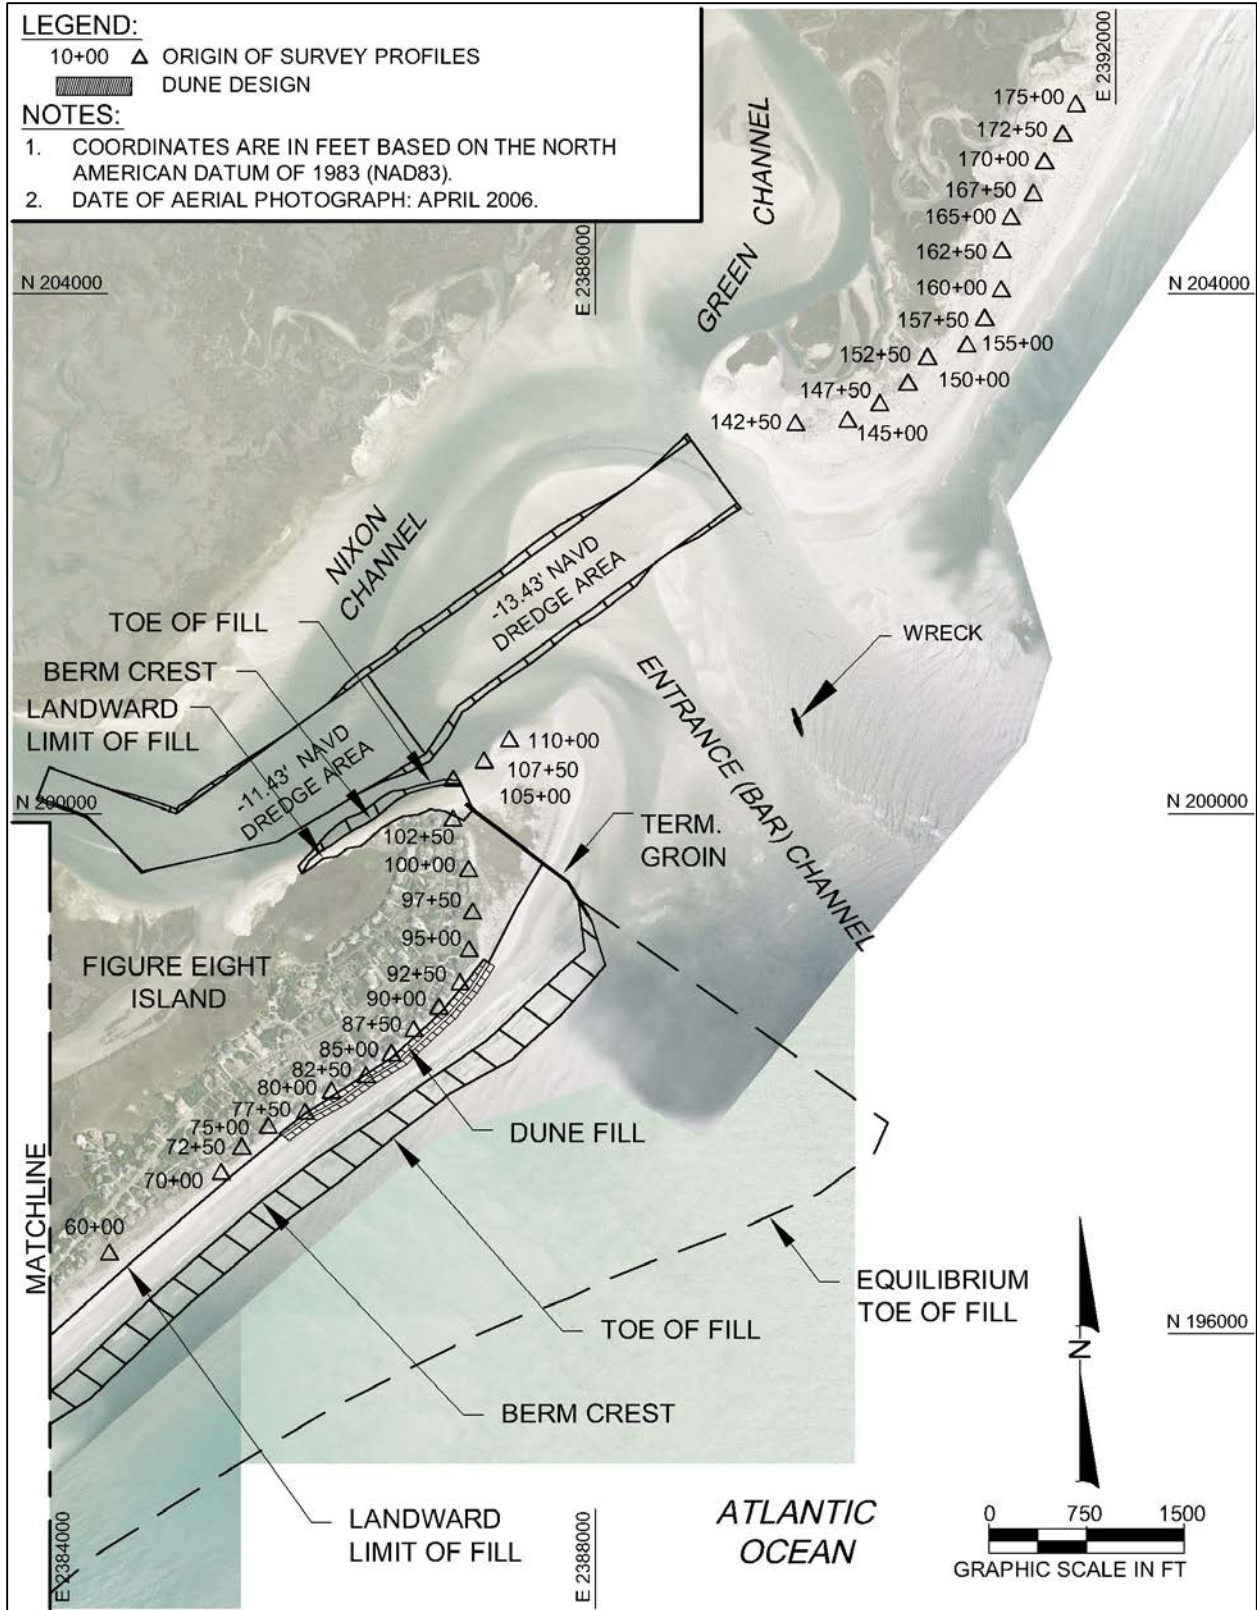 LEGEND:
10+00 △ ORIGIN OF SURVEY PROFILES
DUNE DESIGN
NOTES:
1. COORDINATES ARE IN FEET BASED ON THE NORTH
AMERICAN DATUM OF 1983 (NAD83).
2. DATE OF AERIAL PHOTOGRAPH: APRIL 2006.
E 2392000
E 2388000
N 204000
N 204000
GREEN CHANNEL
175+00
172+50
170+00
167+50
165+00
162+50
160+00
157+50
155+00
152+50
150+00
147+50
145+00
142+50
NIXON
CHANNEL
-13.43' NAVD
DREDGE AREA
TOE OF FILL
BERM CREST
LANDWARD
LIMIT OF FILL
-11.43' NAVD
DREDGE AREA
WRECK
ENTRANCE (BAR) CHANNEL
N 200000
N 200000
110+00
107+50
105+00
102+50
100+00
97+50
95+00
92+50
90+00
87+50
85+00
82+50
80+00
77+50
75+00
72+50
70+00
60+00
TERM.
GROIN
FIGURE EIGHT
ISLAND
DUNE FILL
MATCHLINE
EQUILIBRIUM
TOE OF FILL
TOE OF FILL
N 196000
N
BERM CREST
LANDWARD
LIMIT OF FILL
E 2384000
E 2388000
ATLANTIC
OCEAN
0 750 1500
GRAPHIC SCALE IN FT